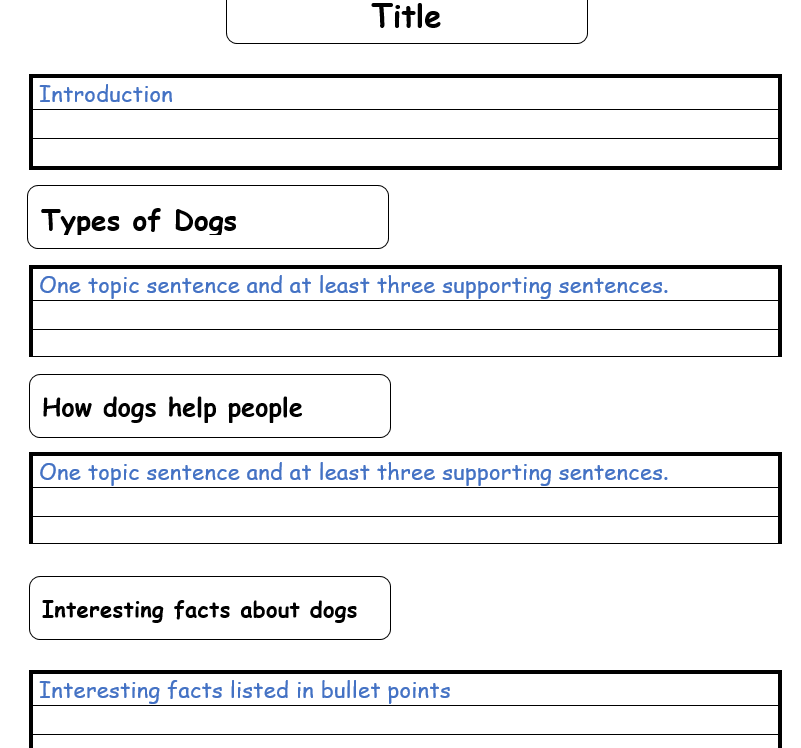 Title
Introduction
Types of Dogs
One topic sentence and at least three supporting sentences.
How dogs help people
One topic sentence and at least three supporting sentences.
Interesting facts about dogs
Interesting facts listed in bullet points